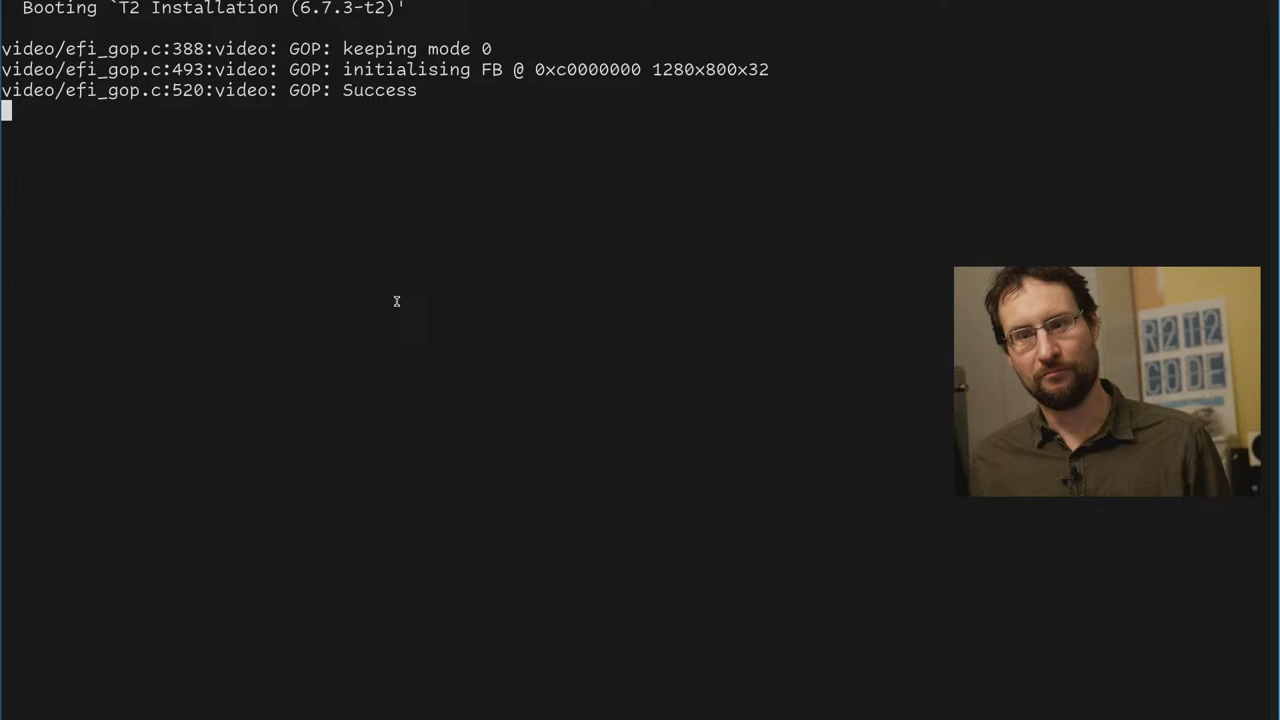 Booting `T2 Installation (6.7.3-t2)'
video/efi_gop.c:388:video: GOP: keeping mode 0
video/efi_gop.c:493:video: GOP: initialising FB @ 0xc0000000 1280x800x32
video/efi_gop.c:520:video: GOP: Success
R2T2
CODE